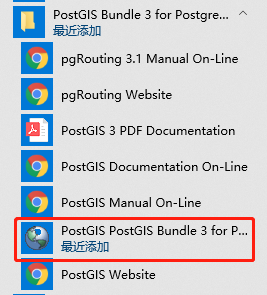 PostGIS Bundle 3 for Postgre...
最近添加
pgRouting 3.1 Manual On-Line
pgRouting Website
PostGIS 3 PDF Documentation
PostGIS Documentation On-Line
PostGIS Manual On-Line
PostGIS PostGIS Bundle 3 for P...
最近添加
PostGIS Website